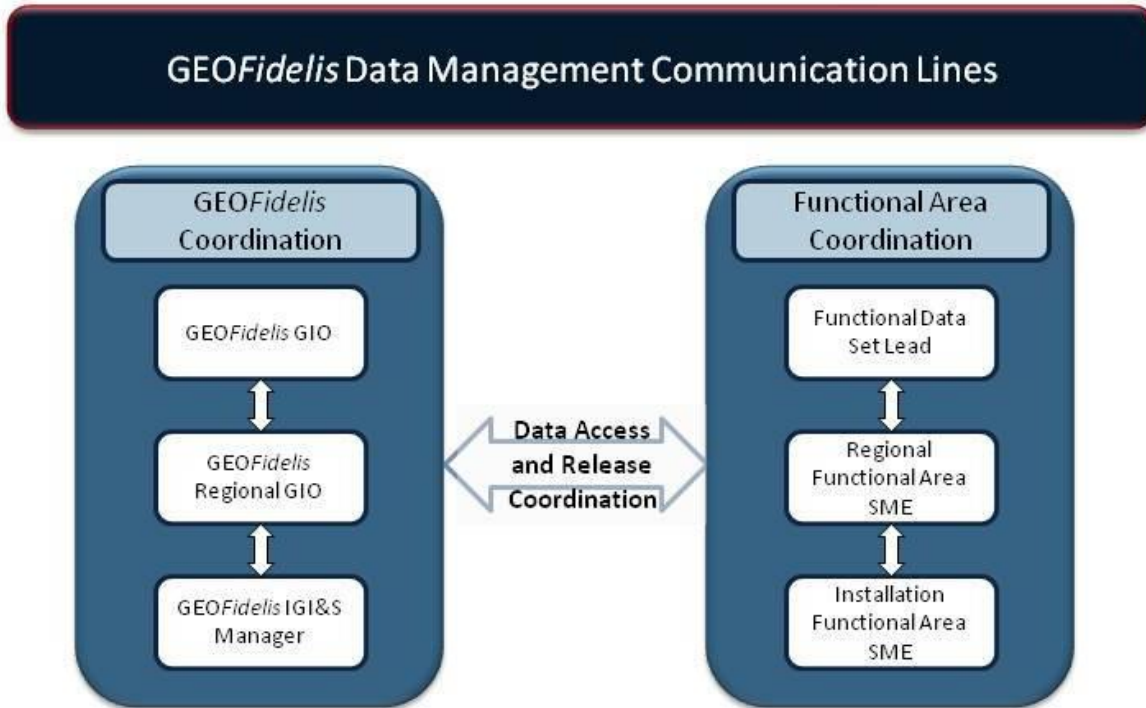 GEOFidelis Data Management Communication Lines
GEOFidelis
Coordination
GEOFidelis GIO
GEOFidelis
Regional GIO
GEOFidelis IGI&S
Manager
Data Access
and Release
Coordination
Functional Area
Coordination
Functional Data
Set Lead
Regional
Functional Area
SME
Installation
Functional Area
SME